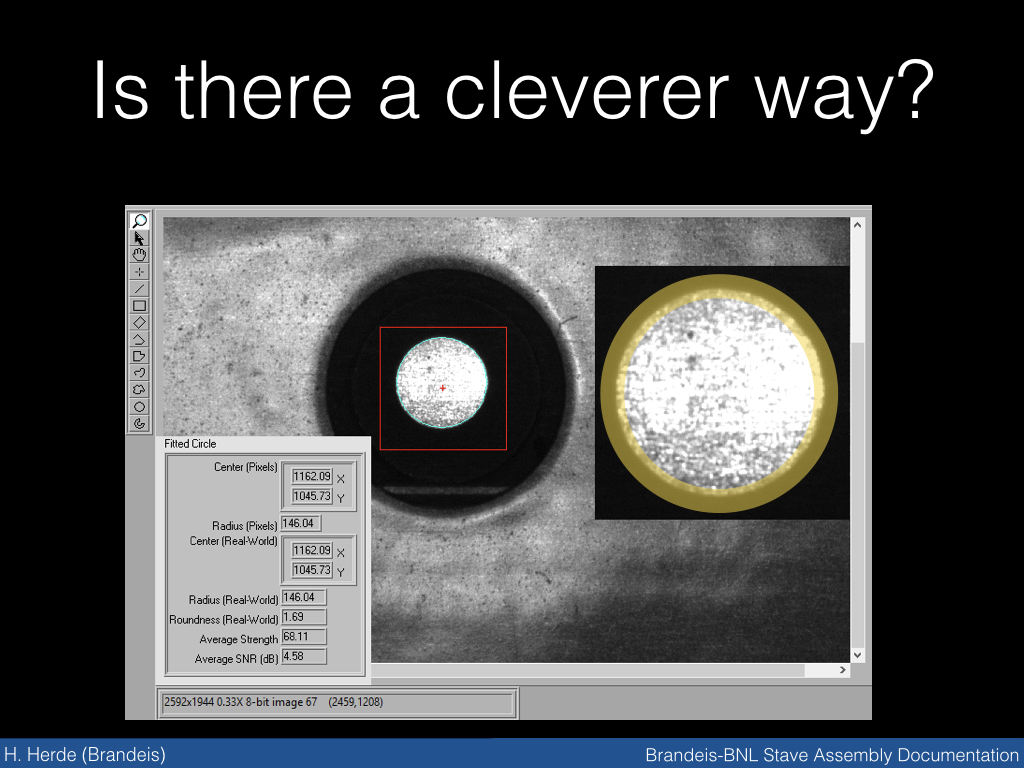 Is there a cleverer way?
Fitted Circle
Center (Pixels)
1162.09 X
1045.73 Y
Radius (Pixels) 146.04
Center (Real-World)
1162.09 X
1045.73 Y
Radius (Real-World) 146.04
Roundness (Real-World) 1.69
Average Strength 68.11
Average SNR (dB) 4.58
2592x1944 0.33X 8-bit image 67 (2459,1208)
H. Herde (Brandeis)
Brandeis-BNL Stave Assembly Documentation